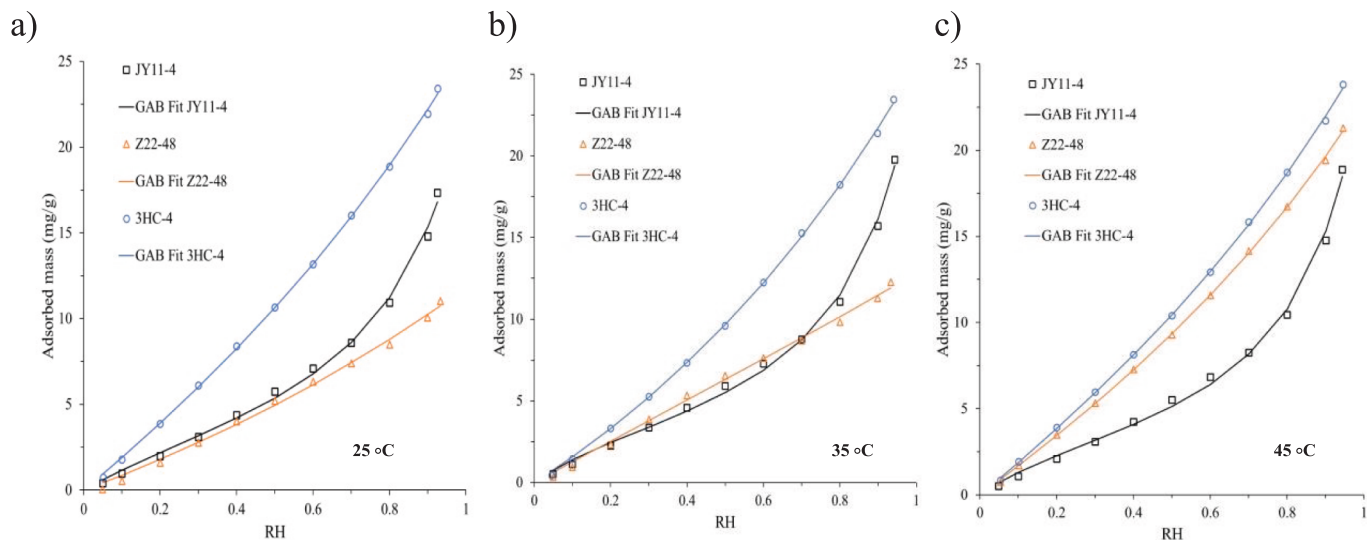 a)
25
20
15
10
5
0
0
0.2
0.4
0.6
0.8
1
Adsorbed mass (mg/g)
RH
JY11-4
GAB Fit JY11-4
Z22-48
GAB Fit Z22-48
3HC-4
GAB Fit 3HC-4
25 °C
b)
25
20
15
10
5
0
0
0.2
0.4
0.6
0.8
1
Adsorbed mass (mg/g)
RH
JY11-4
GAB Fit JY11-4
Z22-48
GAB Fit Z22-48
3HC-4
GAB Fit 3HC-4
35 °C
c)
25
20
15
10
5
0
0
0.2
0.4
0.6
0.8
1
Adsorbed mass (mg/g)
RH
JY11-4
GAB Fit JY11-4
Z22-48
GAB Fit Z22-48
3HC-4
GAB Fit 3HC-4
45 °C